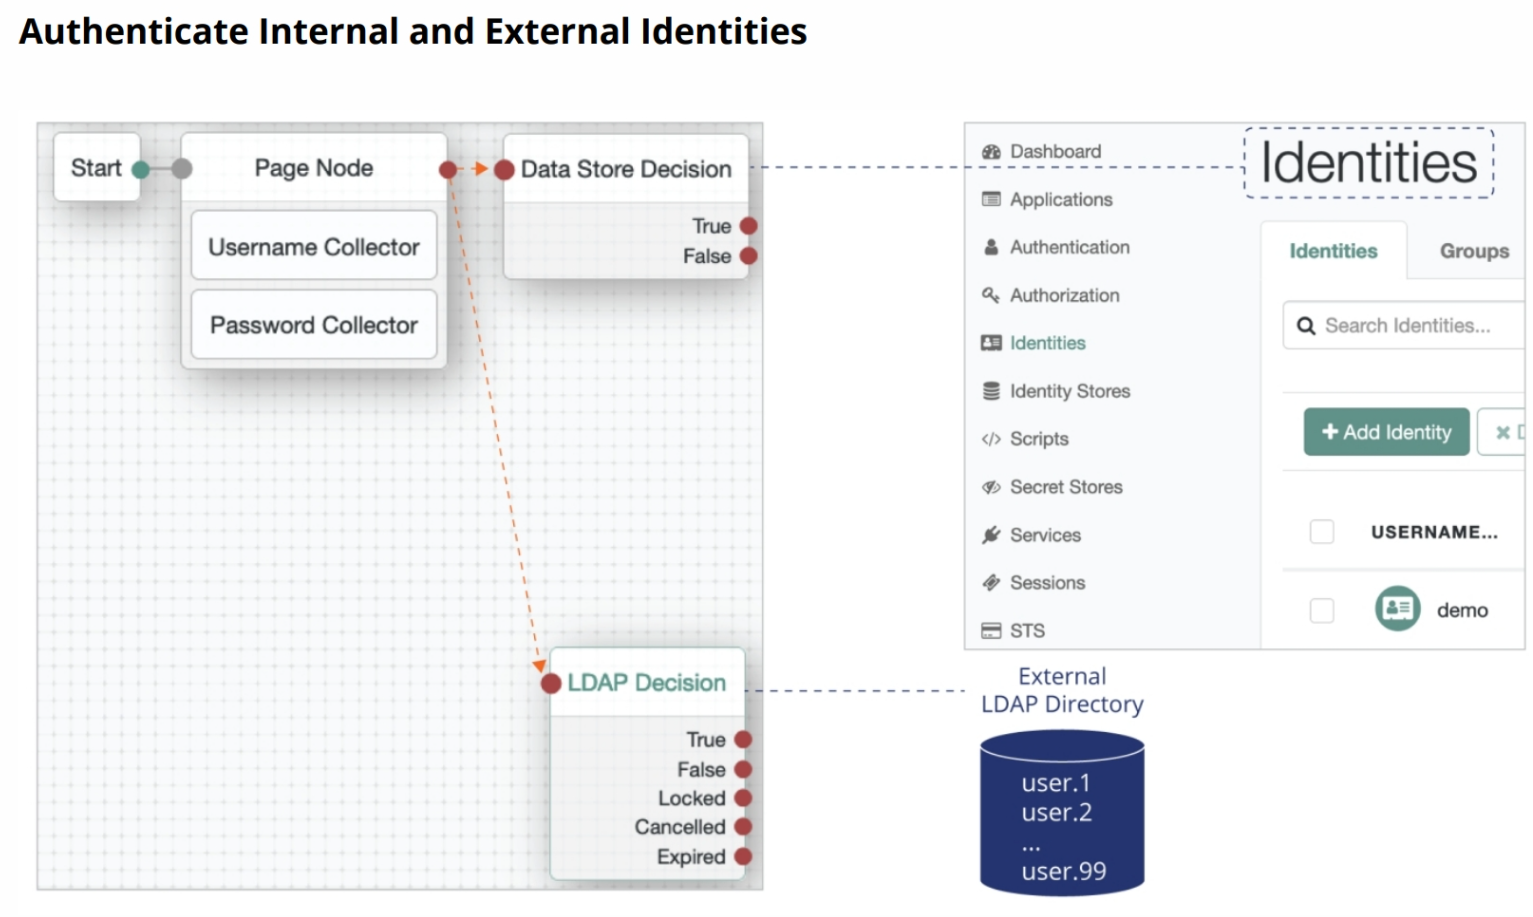 Authenticate Internal and External Identities
Start
Page Node
Username Collector
Password Collector
Data Store Decision
True
False
LDAP Decision
True
False
Locked
Cancelled
Expired
Dashboard
Applications
Authentication
Authorization
Identities
Identity Stores
Scripts
Secret Stores
Services
Sessions
STS
Identities
Identities Groups
Search Identities...
+ Add Identity
USERNAME...
demo
External
LDAP Directory
user.1
user.2
...
user.99